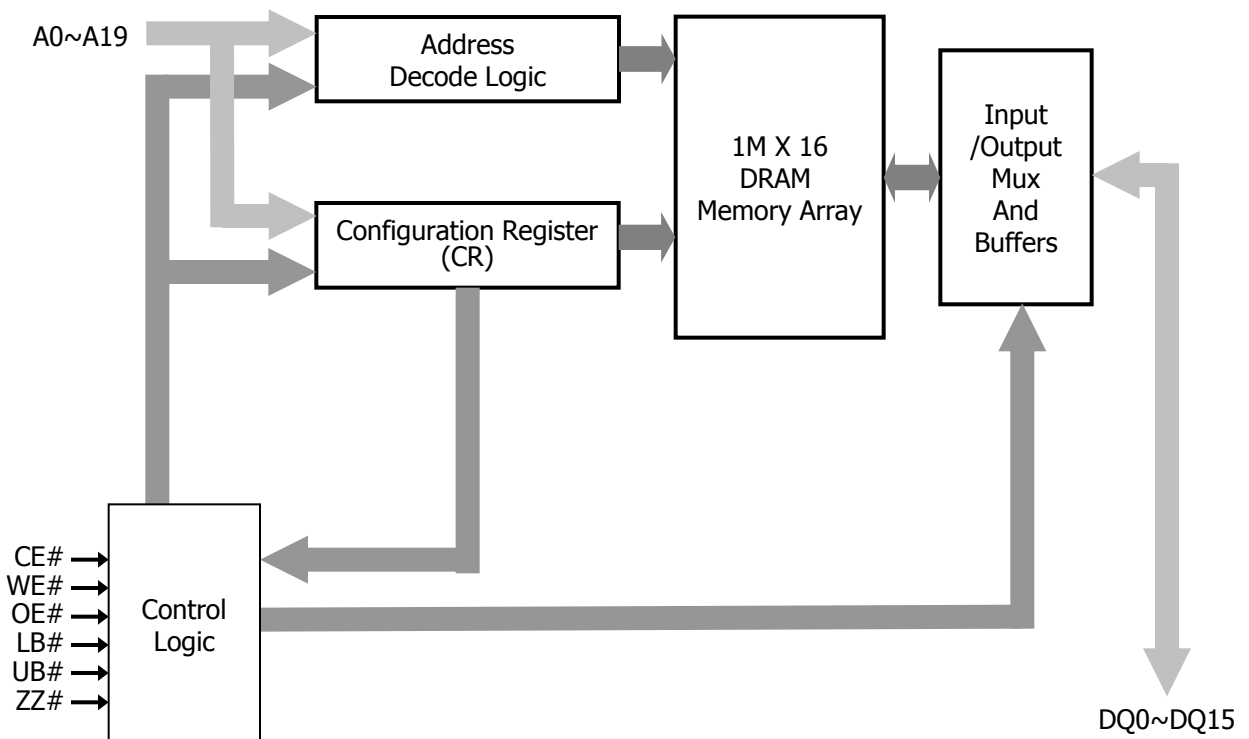 A0~A19
Address
Decode Logic
Configuration Register
(CR)
1M X 16
DRAM
Memory Array
Input
/Output
Mux
And
Buffers
CE#
WE#
OE#
LB#
UB#
ZZ#
Control
Logic
DQ0~DQ15